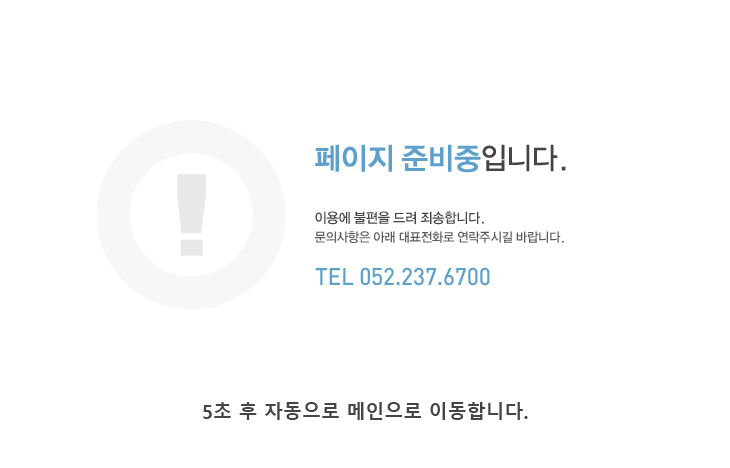 페이지 준비중입니다.
이용에 불편을 드려 죄송합니다.
문의사항은 아래 대표전화로 연락주시길 바랍니다.
TEL 052.237.6700
5초 후 자동으로 메인으로 이동합니다.